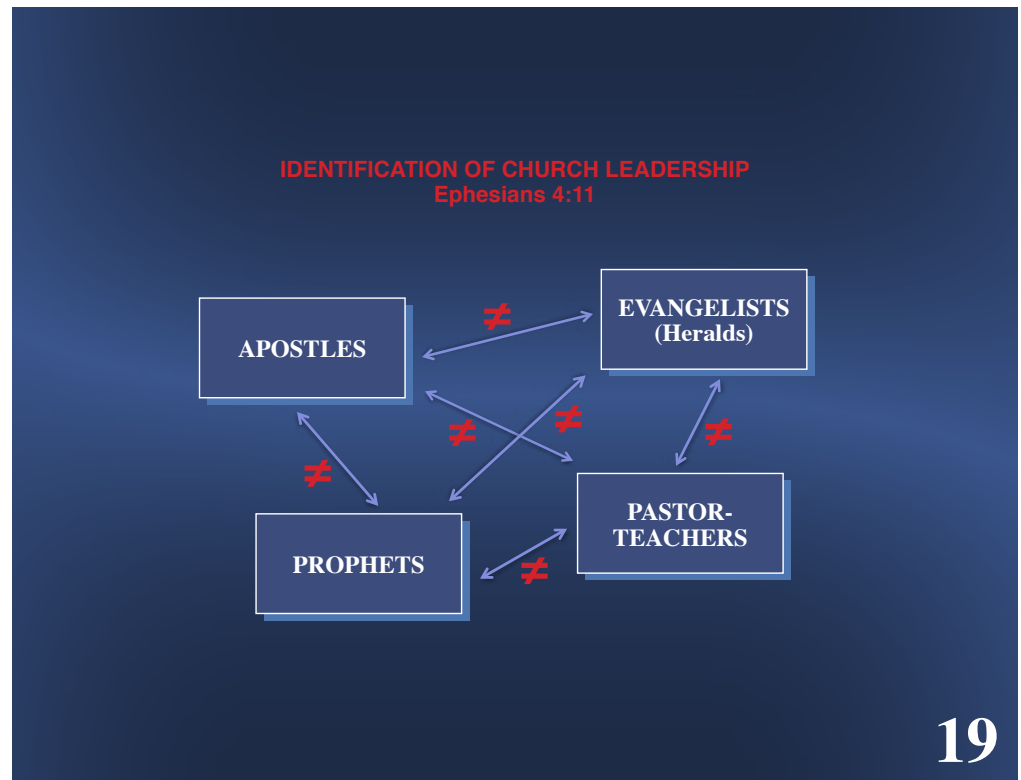 IDENTIFICATION OF CHURCH LEADERSHIP
Ephesians 4:11
APOSTLES
≠
EVANGELISTS
(Heralds)
≠
≠
≠
≠
PROPHETS
≠
PASTOR-
TEACHERS
19